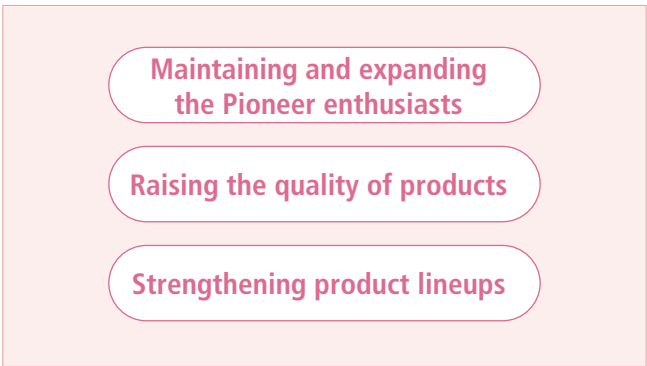 Maintaining and expanding
the Pioneer enthusiasts
Raising the quality of products
Strengthening product lineups